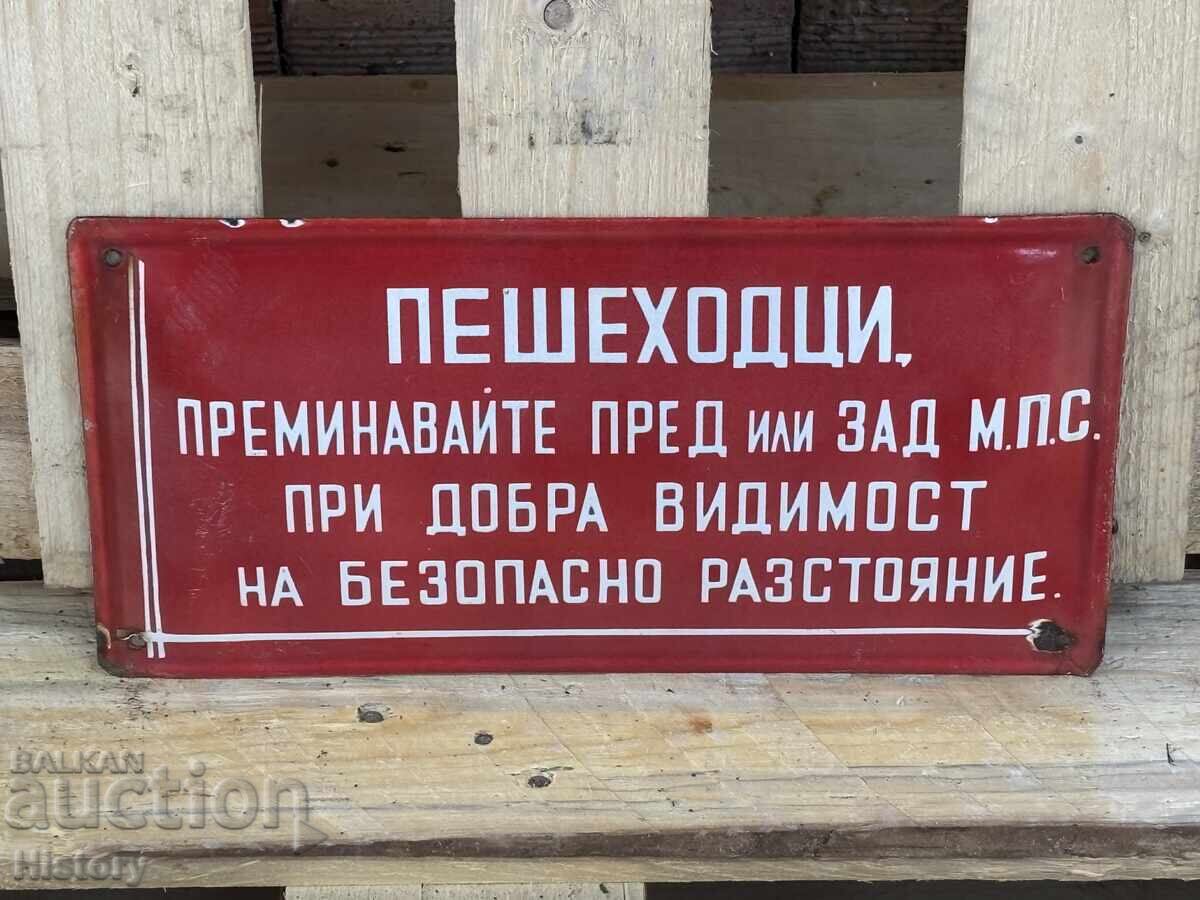 ПЕШЕХОДЦИ,
ПРЕМИНАВАЙТЕ ПРЕД ИЛИ ЗАД М.П.С.
ПРИ ДОБРА ВИДИМОСТ
НА БЕЗОПАСНО РАЗСТОЯНИЕ.
BALKAN
auction
History